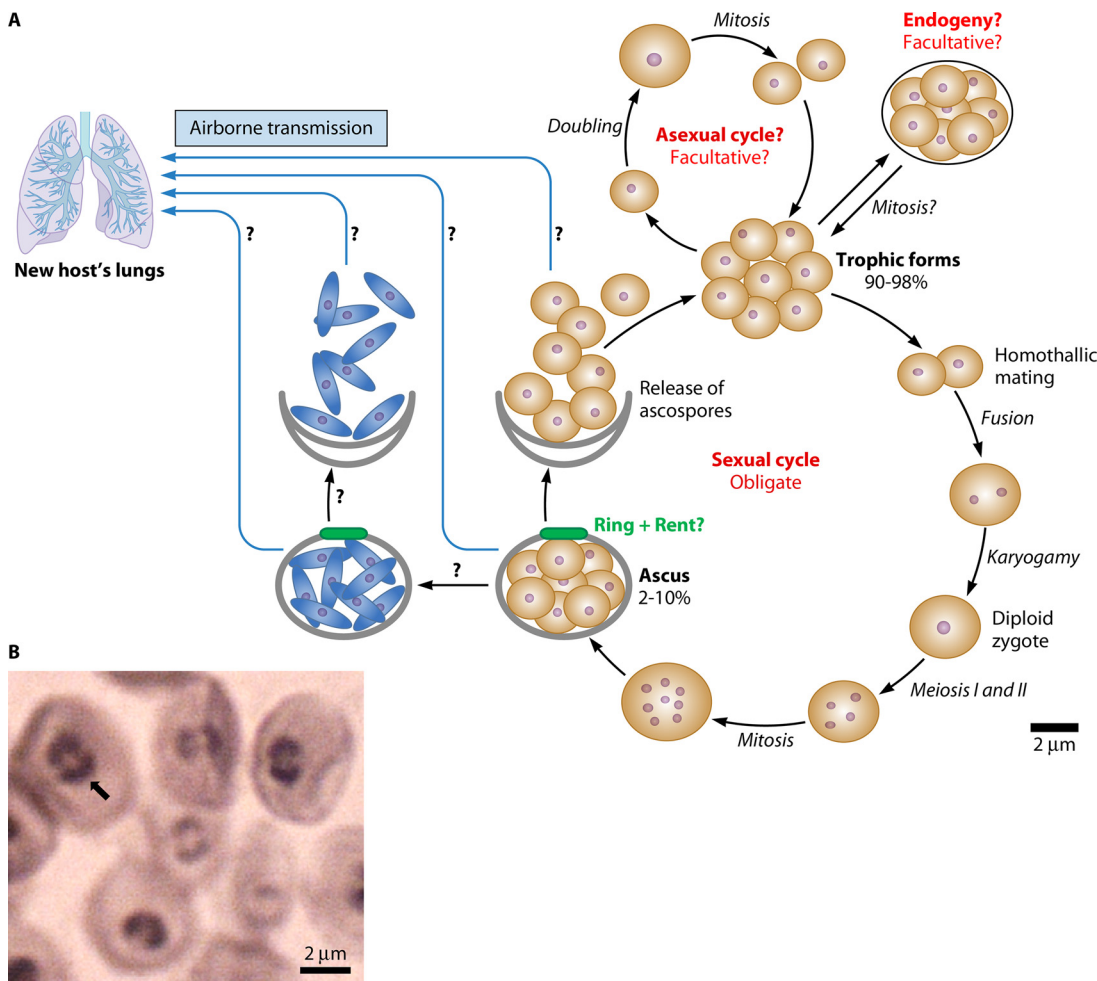 A
Mitosis
Endogeny?
Facultative?
Airborne transmission
Doubling
Asexual cycle?
Facultative?
Mitosis?
?
?
?
?
New host's lungs
Trophic forms
90-98%
Homothallic
mating
Release of
ascospores
Fusion
Sexual cycle
Obligate
?
Ring + Rent?
Karyogamy
?
Ascus
2-10%
Diploid
zygote
Meiosis I and II
Mitosis
2 μm
B
2 μm